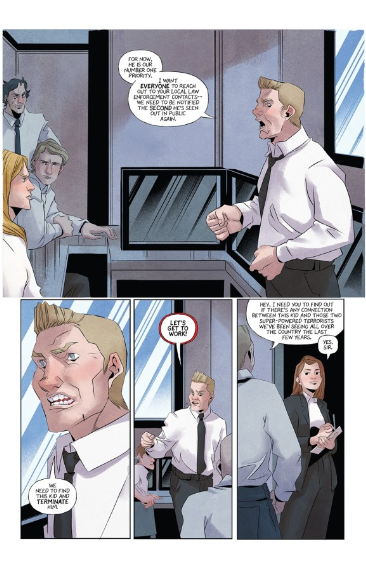 FOR NOW,
HE IS OUR
NUMBER ONE
PRIORITY.
I WANT
EVERYONE TO REACH
OUT TO YOUR LOCAL LAW
ENFORCEMENT CONTACTS--
WE NEED TO BE NOTIFIED
THE SECOND HE'S SEEN
OUT IN PUBLIC
AGAIN.
WE
NEED TO FIND
THIS KID AND
TERMINATE
HIM.
LET'S
GET TO
WORK!
HEY, I NEED YOU TO FIND OUT
IF THERE'S ANY CONNECTION
BETWEEN THIS KID AND THOSE TWO
SUPER-POWERED TERRORISTS
WE'VE BEEN SEEING ALL OVER
THE COUNTRY THE LAST
FEW YEARS.
YES,
SIR.